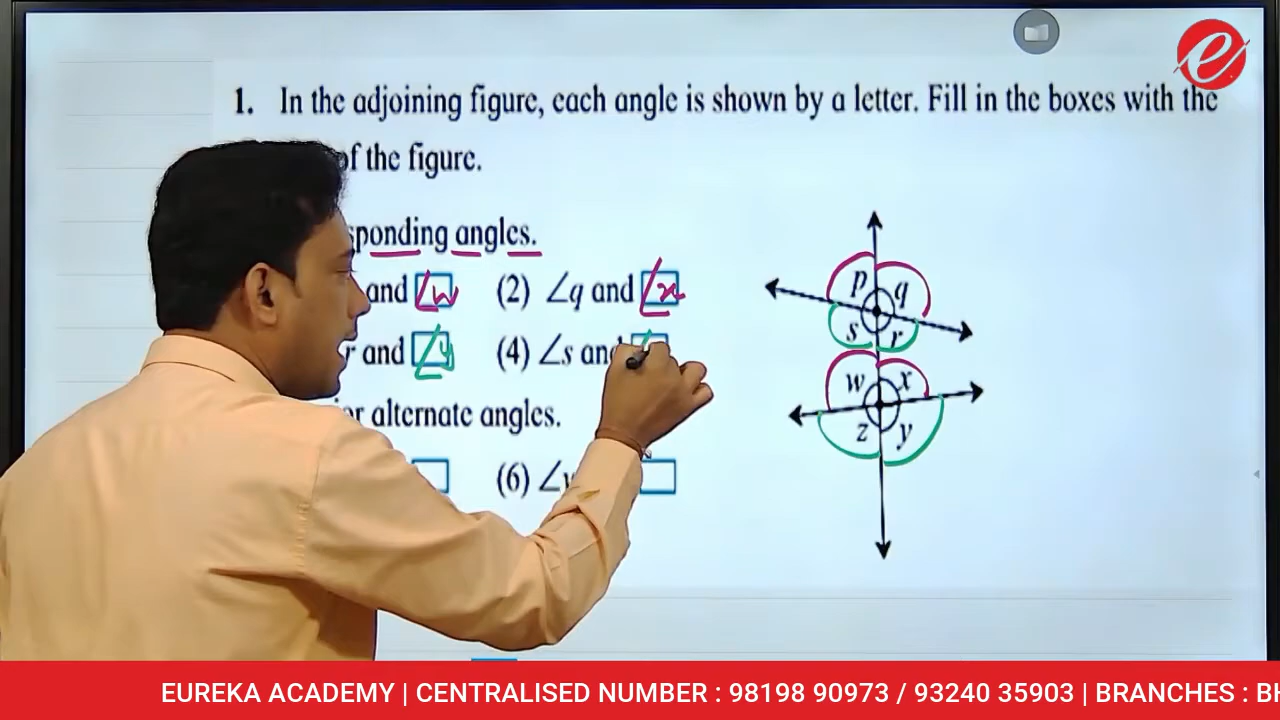 1. In the adjoining figure, each angle is shown by a letter. Fill in the boxes with the
of the figure.
sponding angles.
and ∠w (2) ∠q and ∠x
r and ∠y (4) ∠s and
alternate angles.
(6)
p q
s r
w x
z y
e
EUREKA ACADEMY | CENTRALISED NUMBER : 98198 90973 / 93240 35903 | BRANCHES : BH